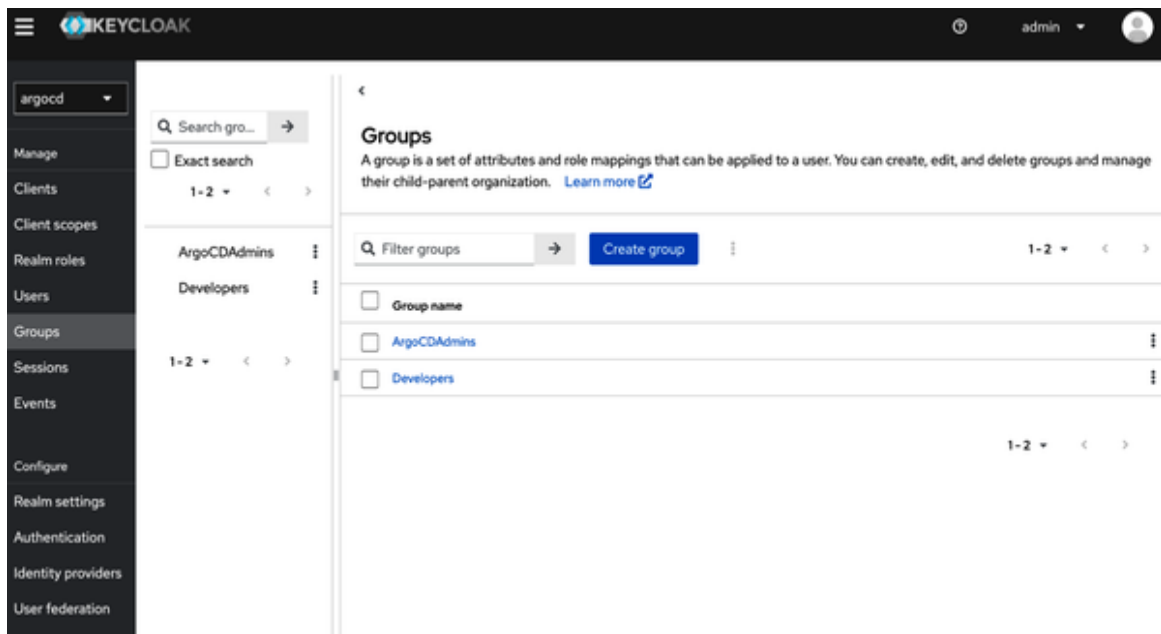 KEYCLOAK
admin
argocd
Manage
Clients
Client scopes
Realm roles
Users
Groups
Sessions
Events
Configure
Realm settings
Authentication
Identity providers
User federation
Search gro...
Exact search
1-2
ArgoCDAdmins
Developers
1-2
Groups
A group is a set of attributes and role mappings that can be applied to a user. You can create, edit, and delete groups and manage
their child-parent organization. Learn more
Filter groups
Create group
1-2
Group name
ArgoCDAdmins
Developers
1-2